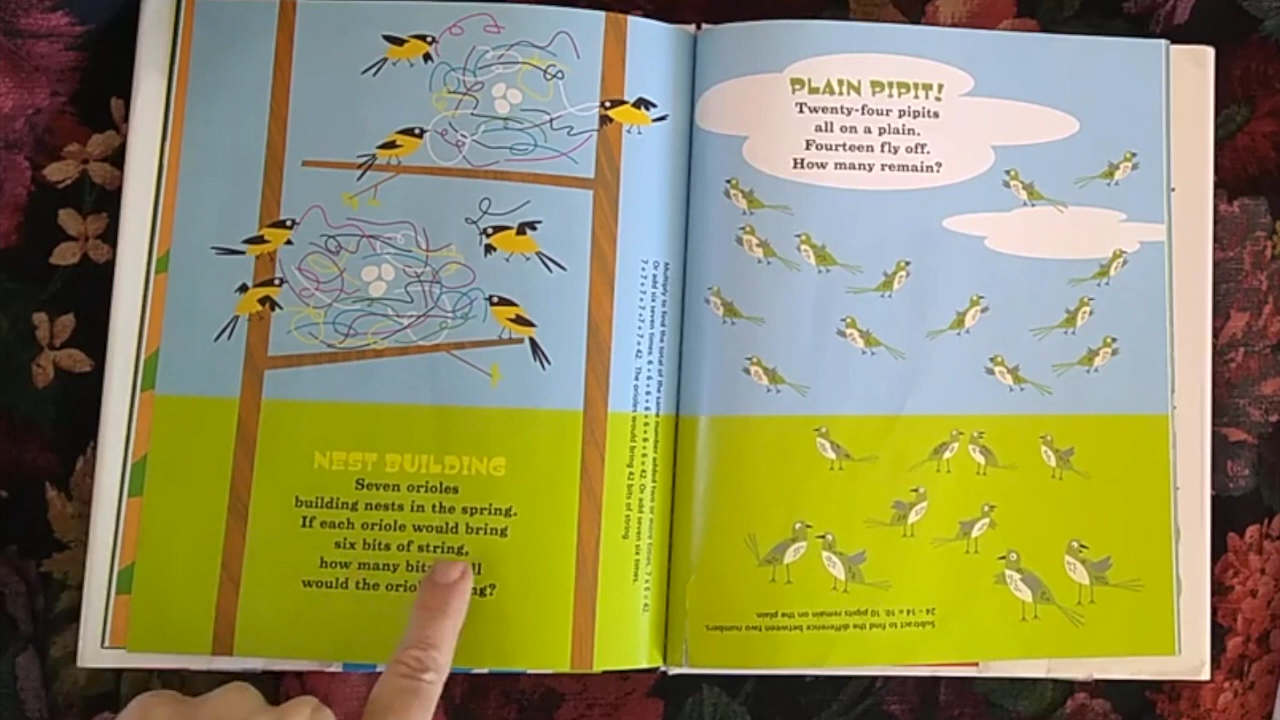 NEST BUILDING
Seven orioles
building nests in the spring.
If each oriole would bring
six bits of string,
how many
would the
Multiply to find the total of the same number added two or more times. 7 x 6 = 42.
Or add six seven times. 6 + 6 + 6 + 6 + 6 + 6 + 6 = 42. Or add seven six times.
7 + 7 + 7 + 7 + 7 + 7 = 42. The orioles would bring 42 bits of string.
PLAIN PIPIT!
Twenty-four pipits
all on a plain.
Fourteen fly off.
How many remain?
Subtract to find the difference between two numbers.
24 - 14 = 10. 10 pipits remain on the plain.